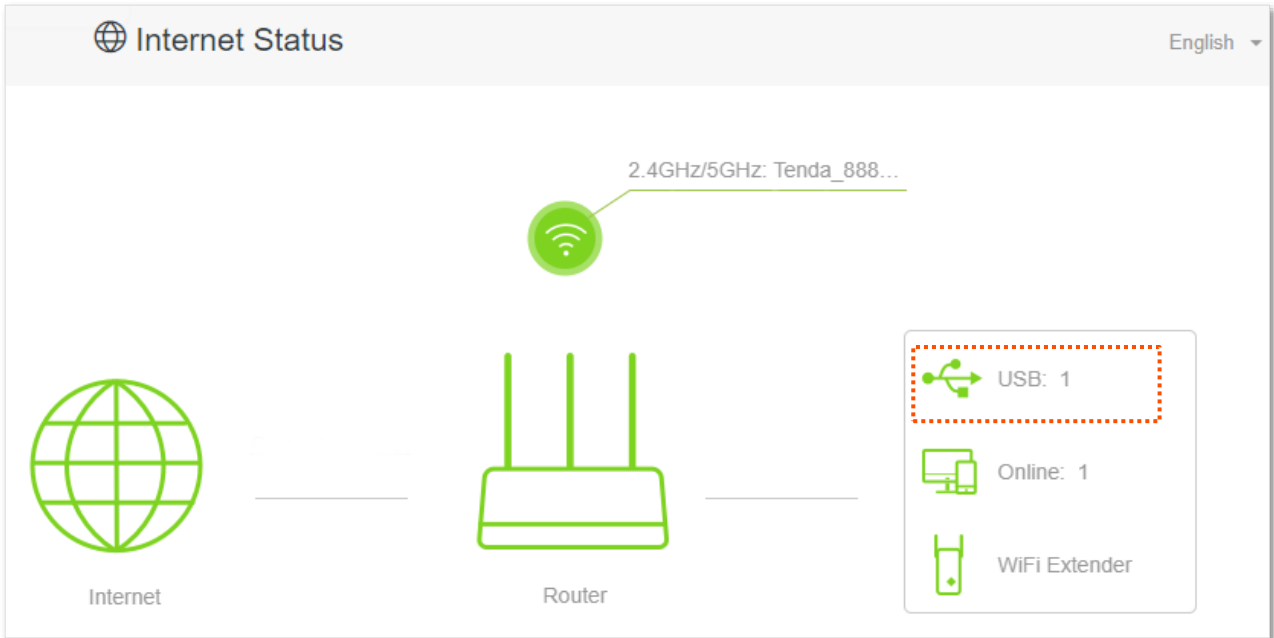 Internet Status
English
2.4GHz/5GHz: Tenda_888...
USB: 1
Online: 1
WiFi Extender
Internet
Router